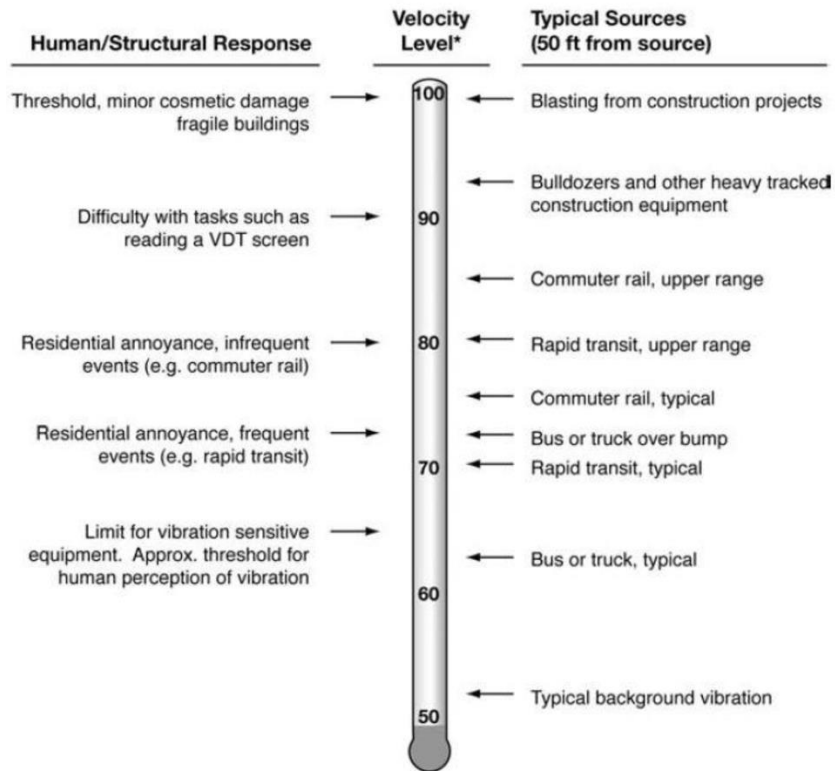 Human/Structural Response
Velocity
Level*
Typical Sources
(50 ft from source)
Threshold, minor cosmetic damage
fragile buildings
100
Blasting from construction projects
Bulldozers and other heavy tracked
construction equipment
Difficulty with tasks such as
reading a VDT screen
90
Commuter rail, upper range
Residential annoyance, infrequent
events (e.g. commuter rail)
80
Rapid transit, upper range
Commuter rail, typical
Residential annoyance, frequent
events (e.g. rapid transit)
Bus or truck over bump
70
Rapid transit, typical
Limit for vibration sensitive
equipment. Approx. threshold for
human perception of vibration
Bus or truck, typical
60
Typical background vibration
50